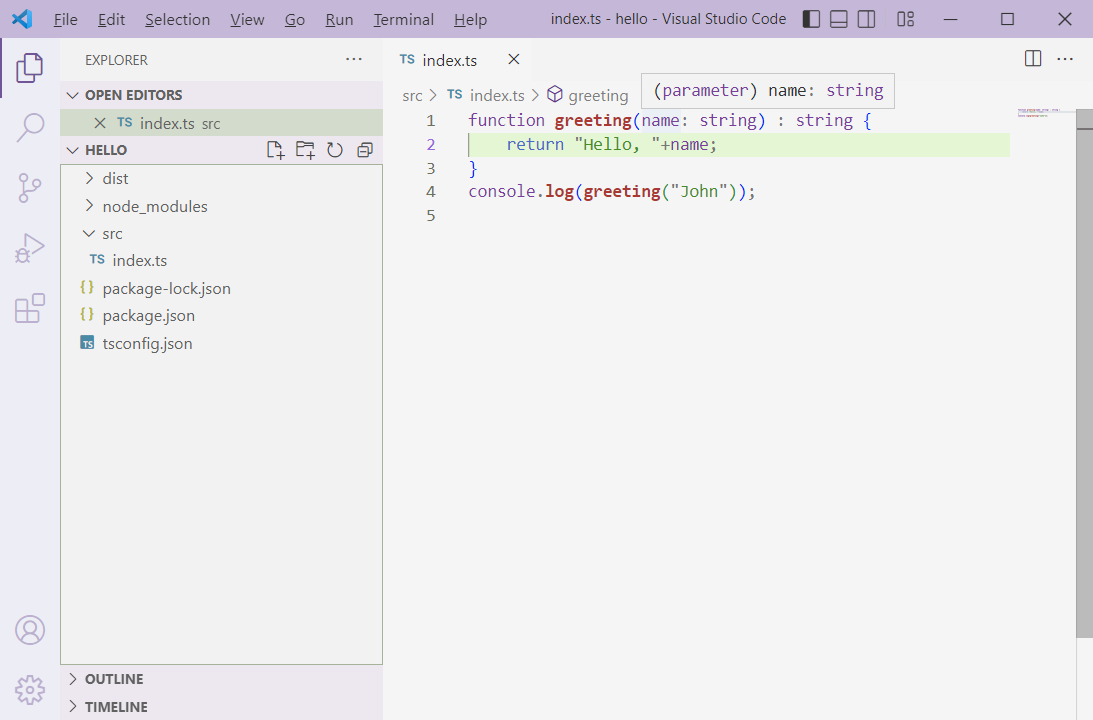 File Edit Selection View Go Run Terminal Help index.ts - hello - Visual Studio Code
EXPLORER
OPEN EDITORS
TS index.ts src
HELLO
dist
node_modules
src
TS index.ts
{} package-lock.json
{} package.json
TS tsconfig.json
OUTLINE
TIMELINE
TS index.ts
src > TS index.ts > greeting
(parameter) name: string
1 function greeting(name: string) : string {
2     return "Hello, "+name;
3 }
4 console.log(greeting("John"));
5